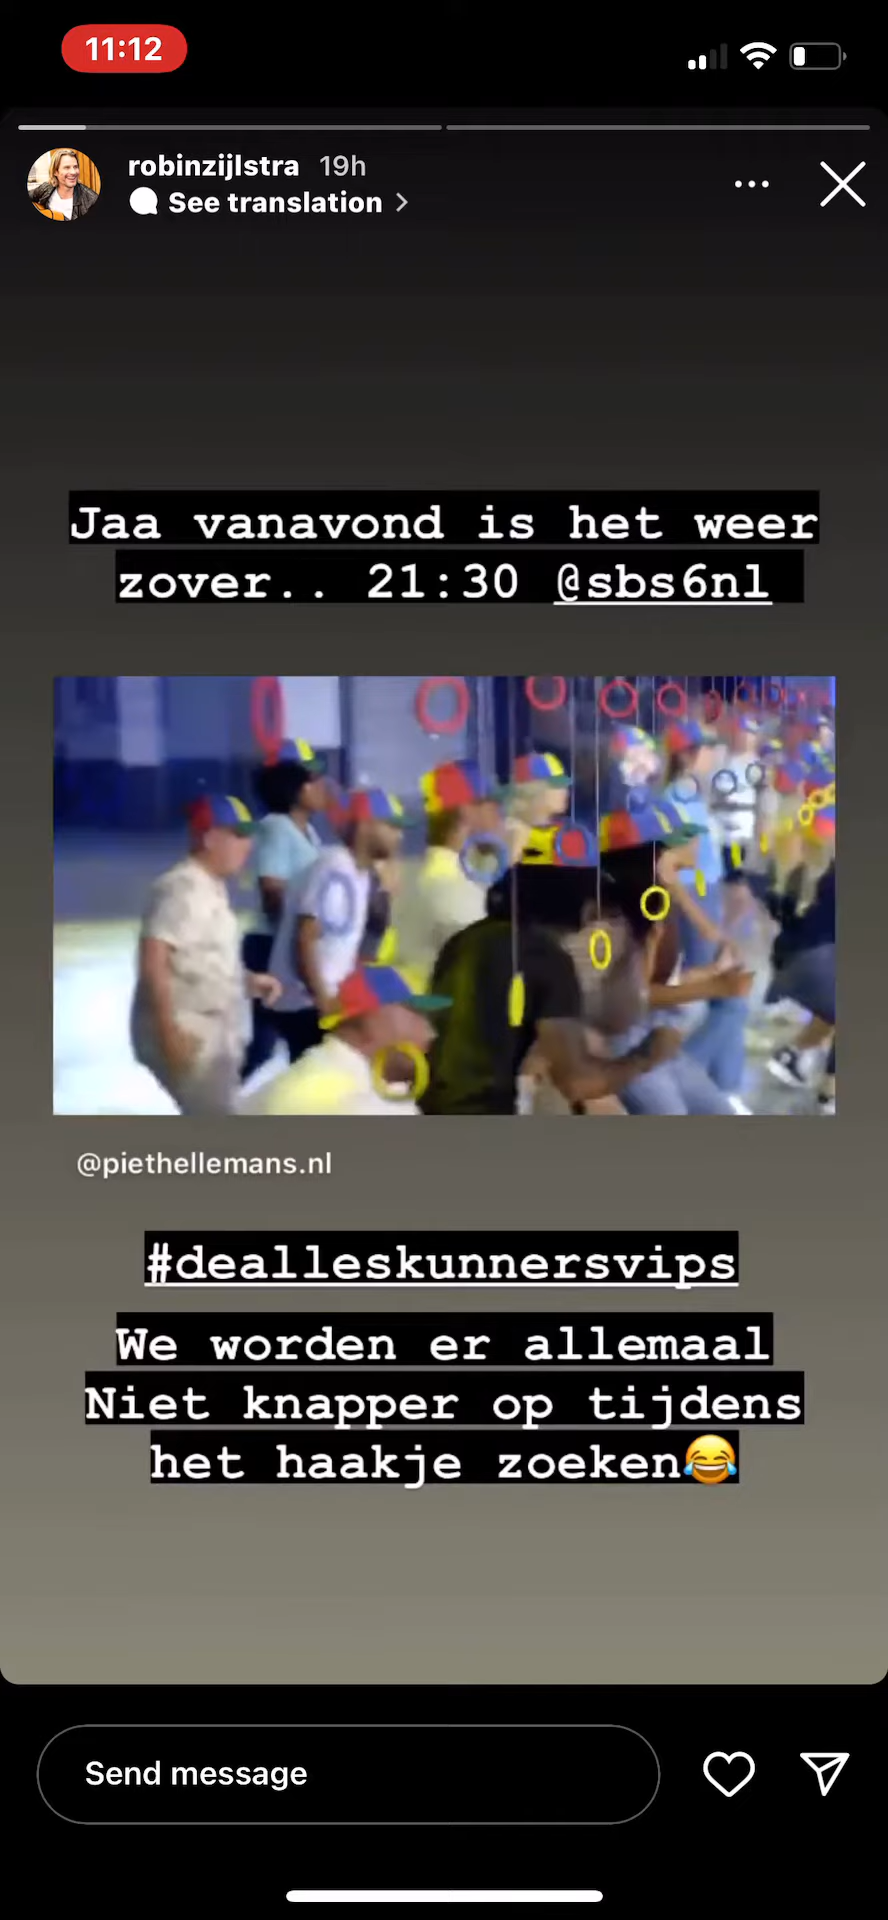 11:12
robinzijlstra 19h
See translation >
Jaa vanavond is het weer
zover.. 21:30 @sbs6nl
@piethellemans.nl
#dealleskunnersvips
We worden er allemaal
Niet knapper op tijdens
het haakje zoeken😂
Send message